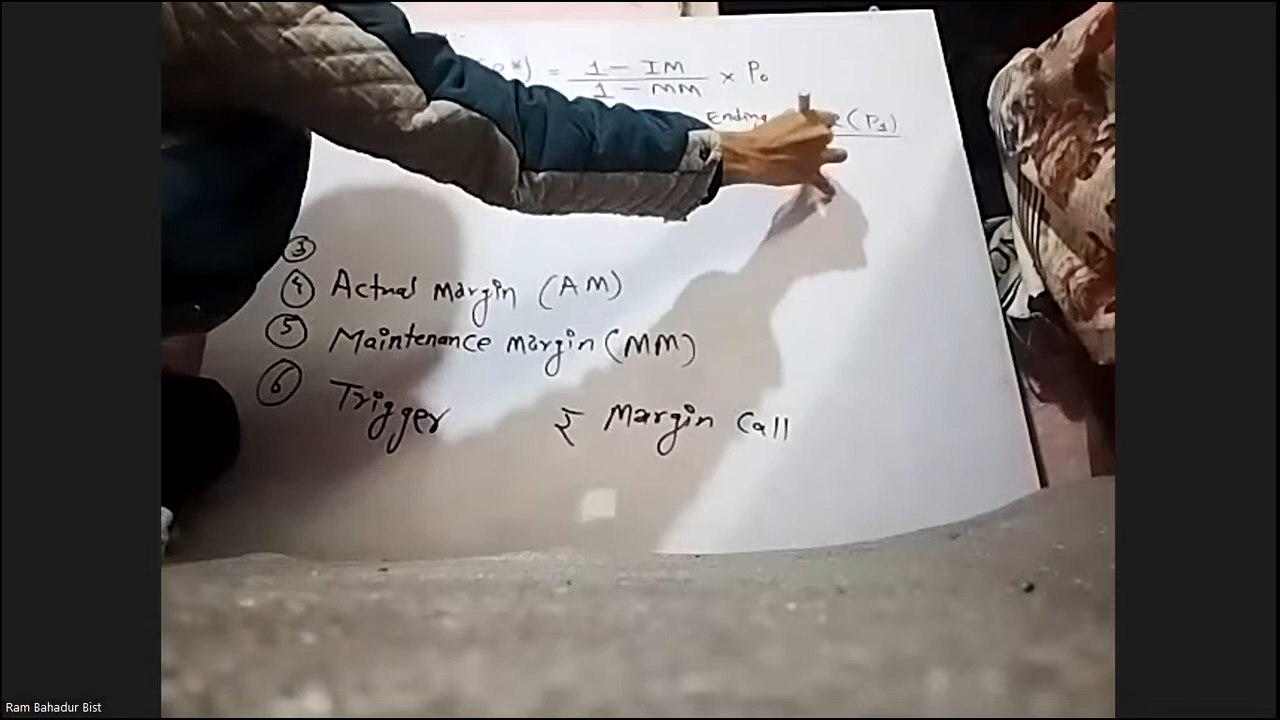 P*) = 1 - IM / 1 - MM × P₀
Ending e (P₁)
③
④ Actual Margin (AM)
⑤ Maintenance Margin (MM)
⑥ Trigger Margin Call
Ram Bahadur Bist